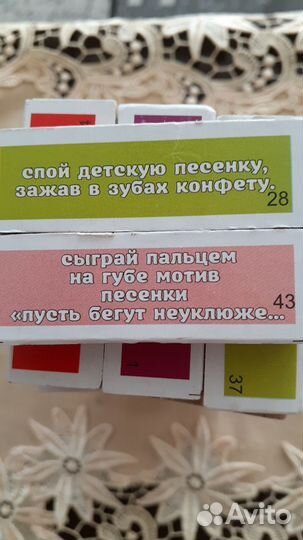 спой детскую песенку,
зажав в зубах конфету.
28
сыграй пальцем
на губе мотив
песенки
43
«пусть бегут неуклюже...
1
37
Avito